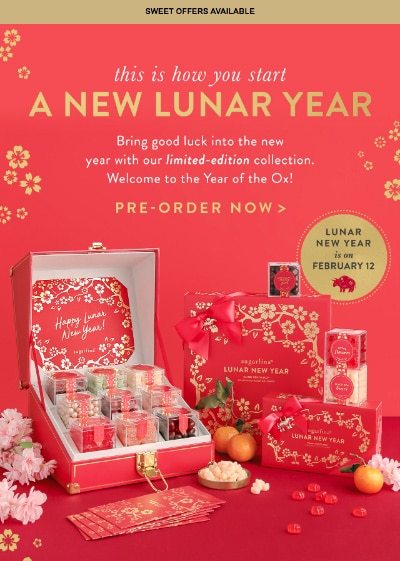 SWEET OFFERS AVAILABLE
this is how you start
A NEW LUNAR YEAR
Bring good luck into the new
year with our limited-edition collection.
Welcome to the Year of the Ox!
PRE-ORDER NOW >
LUNAR
NEW YEAR
is on
FEBRUARY 12
Happy Lunar
New Year!
sugarfina
sugarfina
LUNAR NEW YEAR
sugarfina
LUNAR NEW YEAR